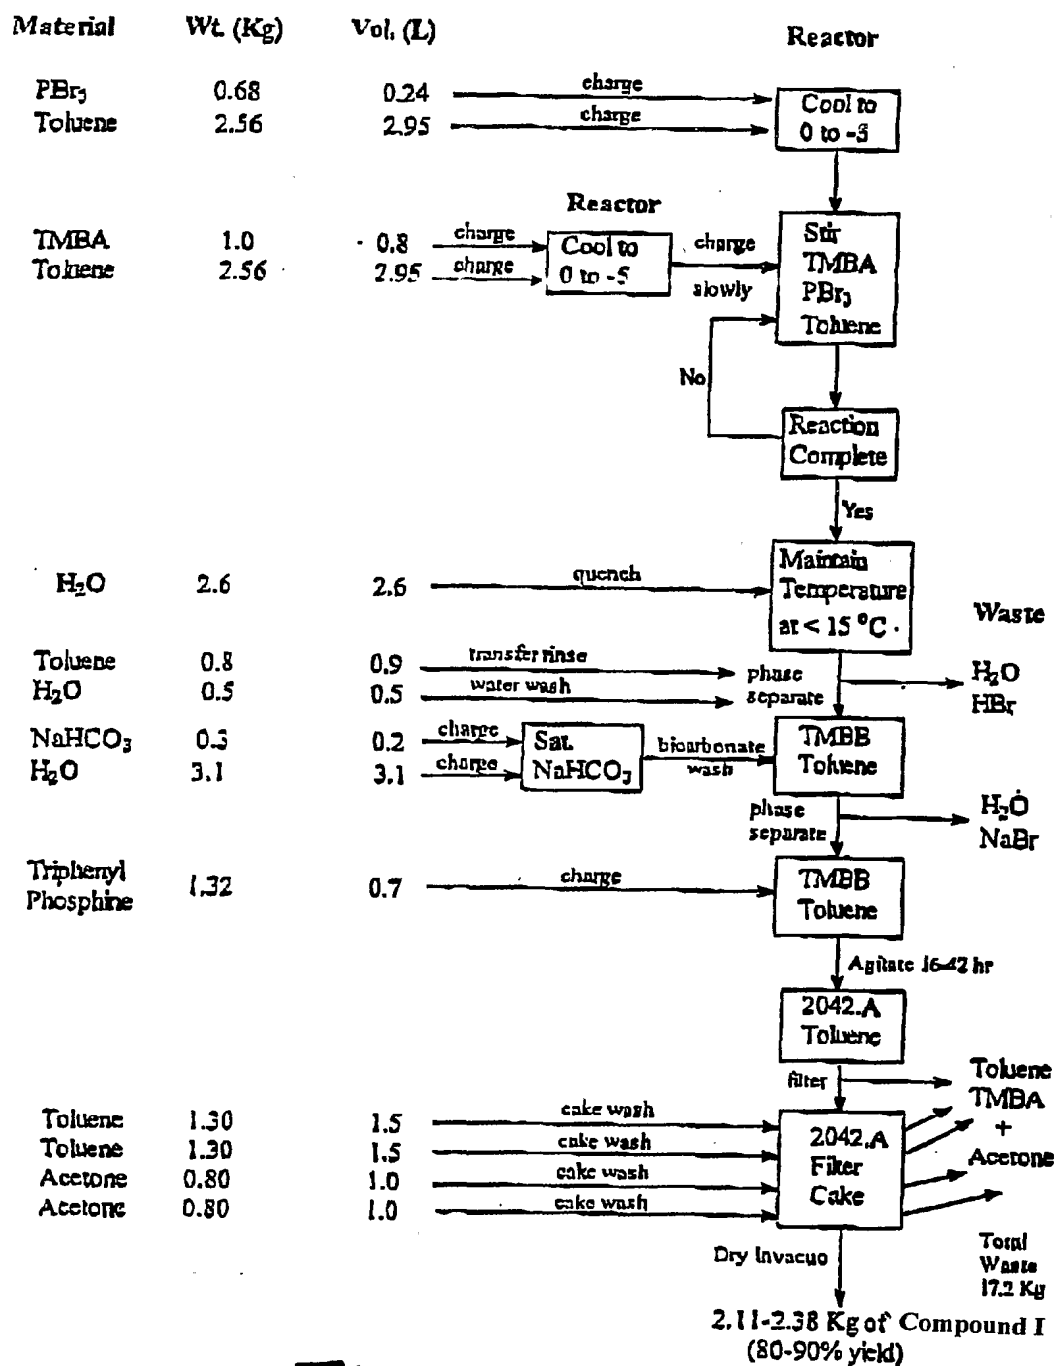 Material Wt. (Kg) Vol. (L)
Reactor
PBr₃ 0.68 0.24 charge
Toluene 2.56 2.95 charge
Cool to
0 to -5
Reactor
TMBA 1.0 0.8 charge
Toluene 2.56 2.95 charge
Cool to
0 to -5
charge
slowly
Stir
TMBA
PBr₃
Toluene
No
Reaction
Complete
Yes
H₂O 2.6 2.6 quench
Maintain
Temperature
at < 15 °C
Waste
Toluene 0.8 0.9 transfer rinse
H₂O 0.5 0.5 water wash
phase
separate
H₂O
HBr
NaHCO₃ 0.3 0.2 charge
H₂O 3.1 3.1 charge
Sat.
NaHCO₃
bicarbonate
wash
TMBB
Toluene
phase
separate
H₂O
NaBr
Triphenyl
Phosphine 1.32 0.7 charge
TMBB
Toluene
Agitate 16-42 hr
2042.A
Toluene
filter
Toluene
TMBA
+
Acetone
Toluene 1.30 1.5 cake wash
Toluene 1.30 1.5 cake wash
Acetone 0.80 1.0 cake wash
Acetone 0.80 1.0 cake wash
2042.A
Filter
Cake
Dry Invacuo
Total
Waste
17.2 Kg
2.11-2.38 Kg of Compound I
(80-90% yield)